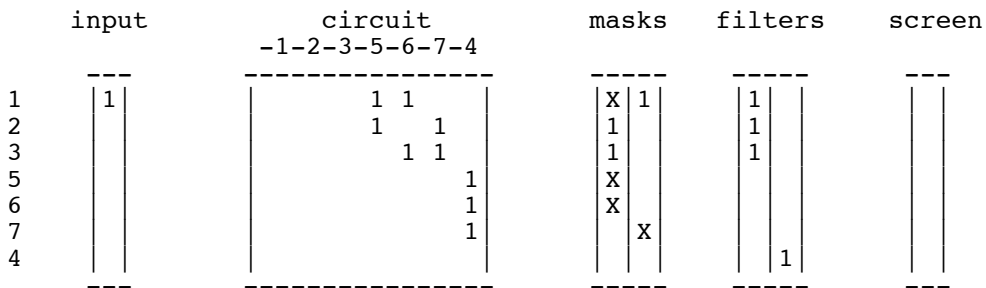 input circuit masks filters screen
-1-2-3-5-6-7-4
--- ---------------- ----- ----- ---
1 |1| | 1 1 | |X|1| |1| | | |
2 | | | 1 1 | |1| | |1| | | |
3 | | | 1 1 | |1| | |1| | | |
5 | | | 1| |X| | | | | | |
6 | | | 1| |X| | | | | | |
7 | | | 1| | |X| | | | | |
4 | | | | | | | | |1| | |
--- ---------------- ----- ----- ---